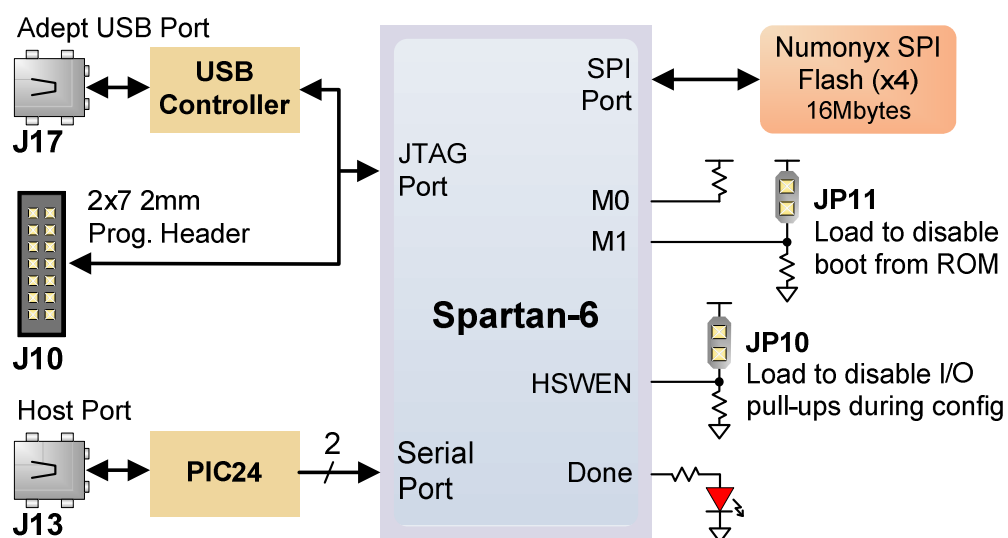 Adept USB Port
USB
Controller
J17
2x7 2mm
Prog. Header
J10
Host Port
PIC24
2
J13
SPI
Port
JTAG
Port
M0
M1
Spartan-6
HSWEN
Serial
Port
Done
Numonyx SPI
Flash (x4)
16Mbytes
JP11
Load to disable
boot from ROM
JP10
Load to disable I/O
pull-ups during config